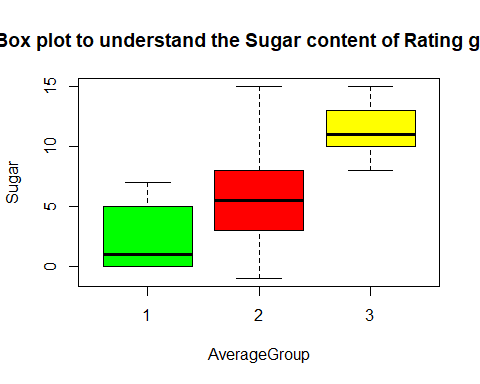 Box plot to understand the Sugar content of Rating g
15
10
5
0
Sugar
1 2 3
AverageGroup